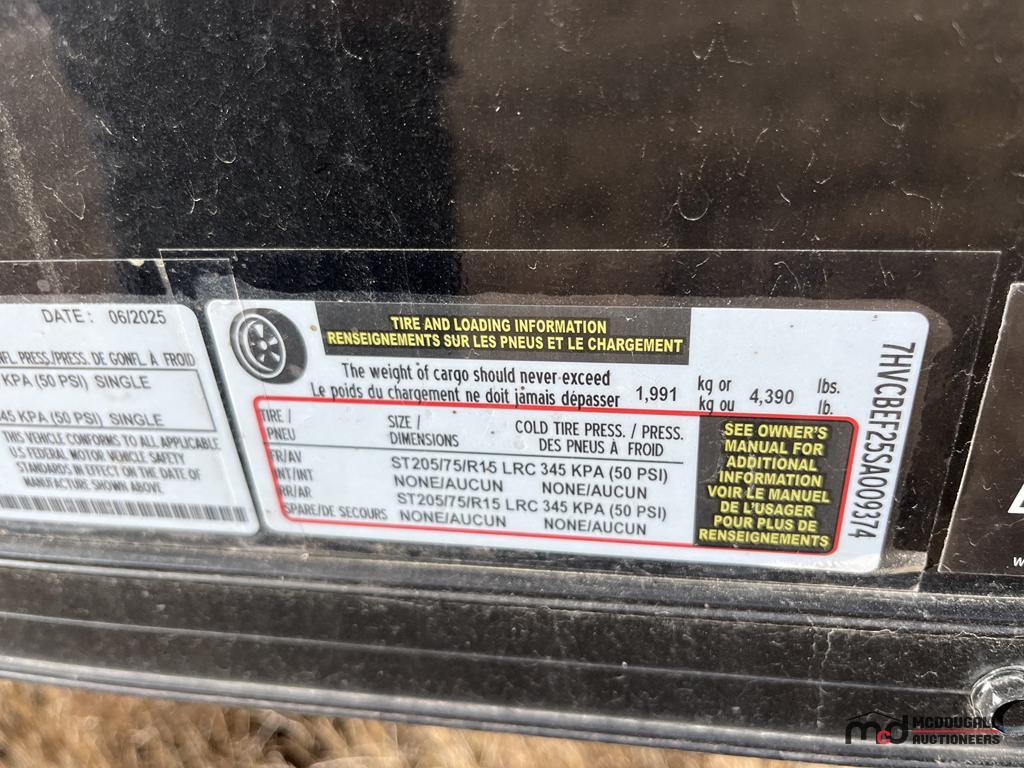 DATE: 06/2025
NFL PRESS/PRESS DE GONFL À FROID
KPA (50 PSI) SINGLE
345 KPA (50 PSI) SINGLE
THIS VEHICLE CONFORMS TO ALL APPLICABLE
U.S FEDERAL MOTOR VEHICLE SAFETY
STANDARDS IN EFFECT ON THE DATE OF
MANUFACTURE SHOWN ABOVE
TIRE AND LOADING INFORMATION
RENSEIGNEMENTS SUR LES PNEUS ET LE CHARGEMENT
The weight of cargo should never exceed
Le poids du chargement ne doit jamais dépasser 1,991 kg or kg ou 4,390 lbs. lb.
TIRE / PNEU
SIZE / DIMENSIONS
COLD TIRE PRESS. / PRESS. DES PNEUS À FROID
FR/AV ST205/75/R15 LRC 345 KPA (50 PSI)
INT/INT NONE/AUCUN NONE/AUCUN
RR/AR ST205/75/R15 LRC 345 KPA (50 PSI)
SPARE/DE SECOURS NONE/AUCUN NONE/AUCUN
SEE OWNER'S
MANUAL FOR
ADDITIONAL
INFORMATION
VOIR LE MANUEL
DE L'USAGER
POUR PLUS DE
RENSEIGNEMENTS
7HVCBEF25SA009374
mcd MCDOUGALL
AUCTIONEERS